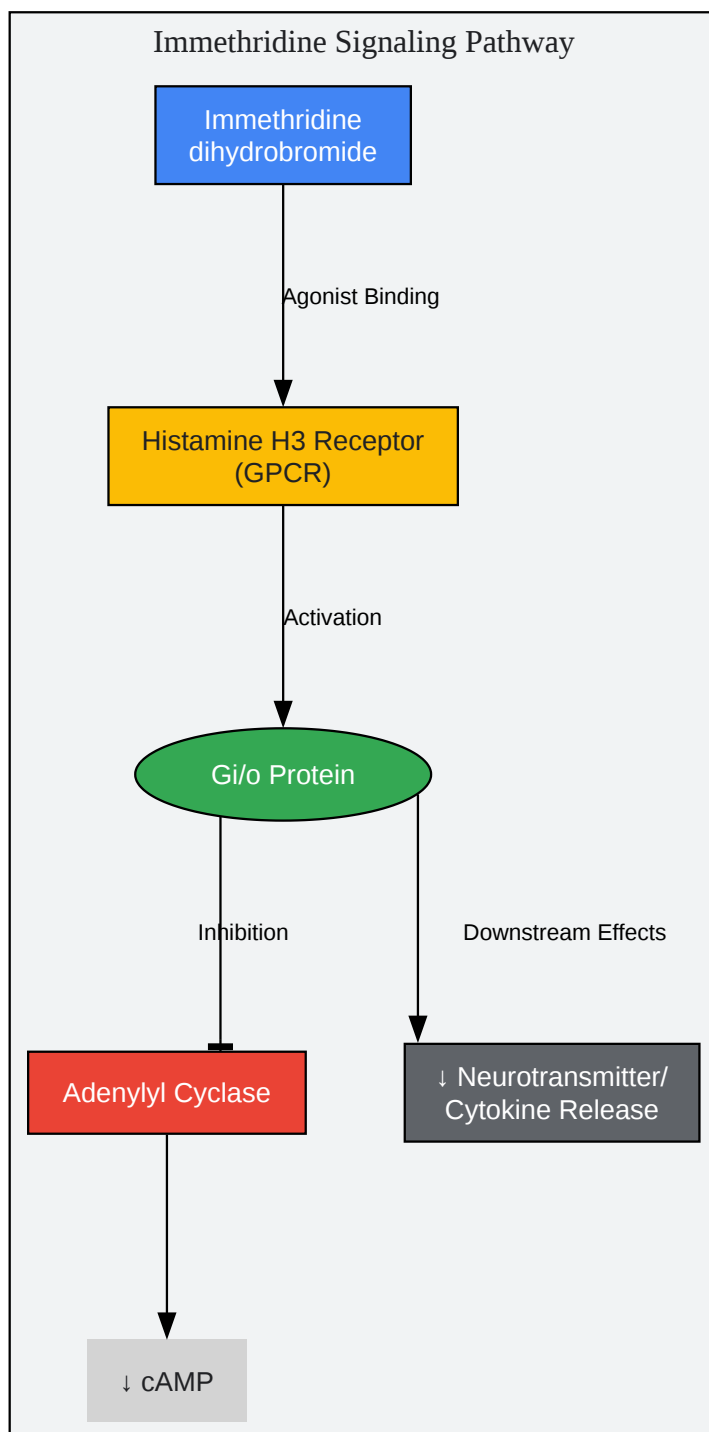 Immethridine Signaling Pathway
Immethridine
dihydrobromide
Agonist Binding
Histamine H3 Receptor
(GPCR)
Activation
Gi/o Protein
Inhibition
Downstream Effects
Adenylyl Cyclase
↓ Neurotransmitter/
Cytokine Release
↓ cAMP